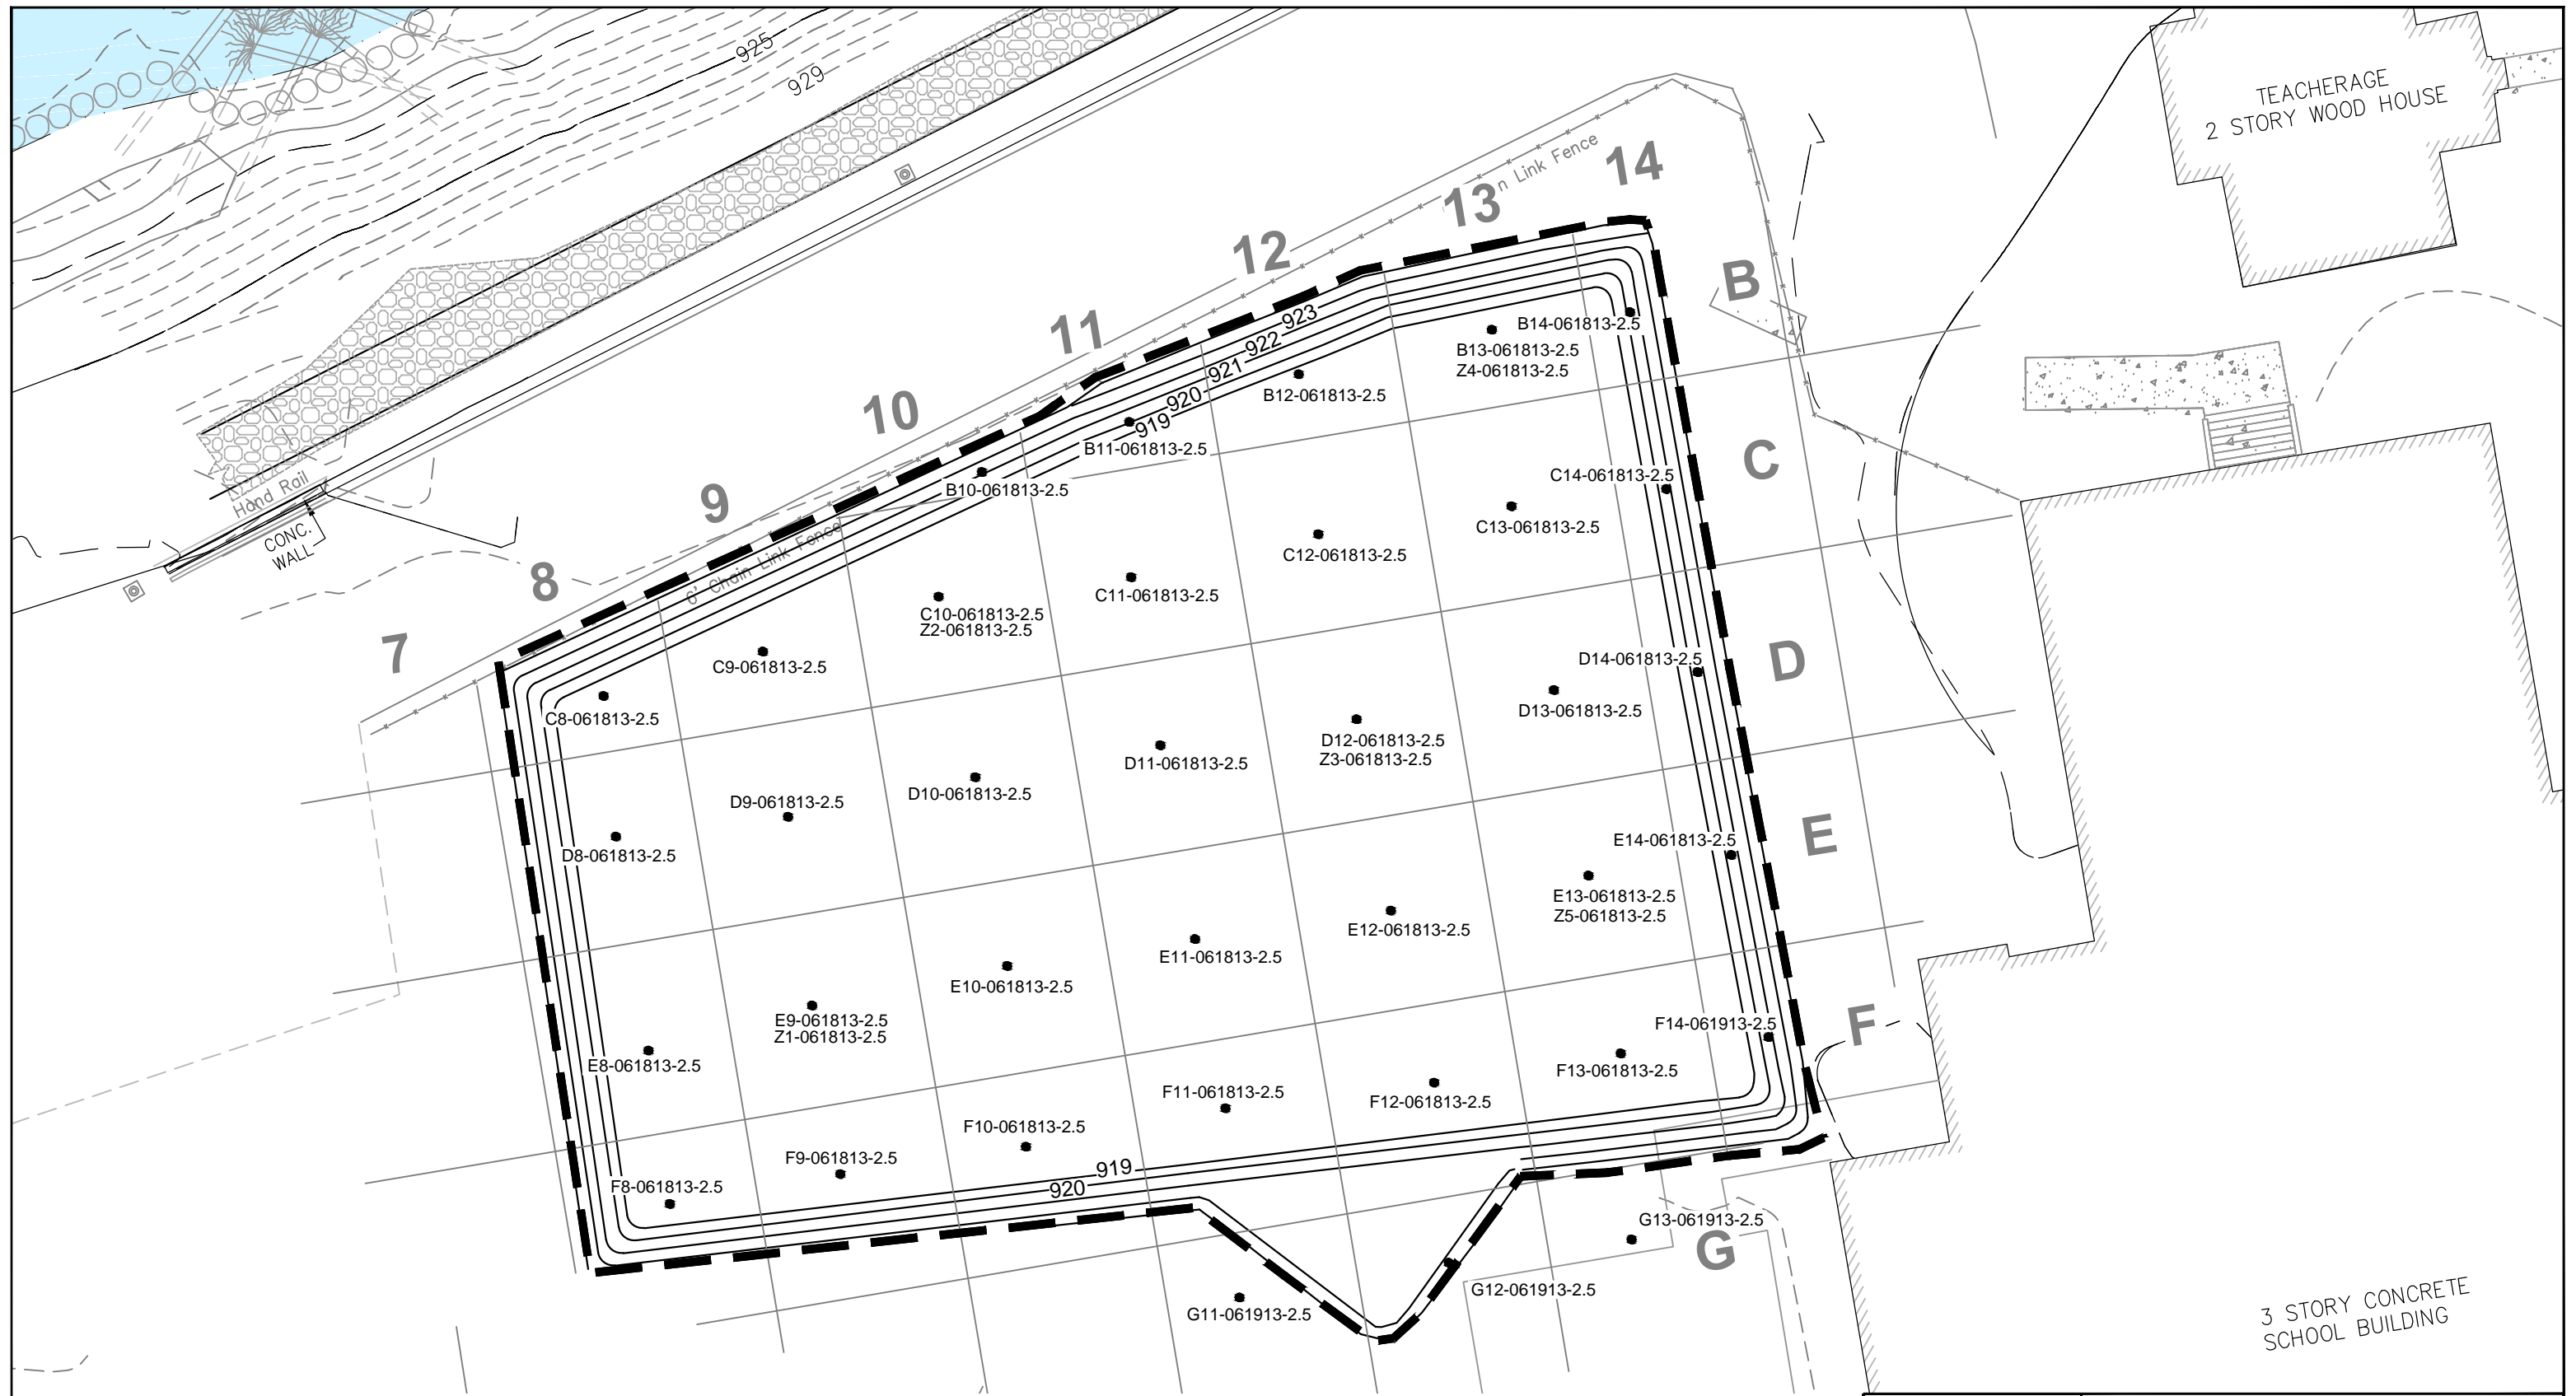 925
929
TEACHERAGE
2 STORY WOOD HOUSE
n Link Fence
14
13
12
B
11
923
922
921
920
919
B14-061813-2.5
B13-061813-2.5
Z4-061813-2.5
B12-061813-2.5
10
B11-061813-2.5
C
B10-061813-2.5
C14-061813-2.5
Hand Rail
9
CONC.
WALL
C13-061813-2.5
C12-061813-2.5
8
6' Chain Link Fence
C11-061813-2.5
C10-061813-2.5
Z2-061813-2.5
7
C9-061813-2.5
D14-061813-2.5
D
C8-061813-2.5
D13-061813-2.5
D12-061813-2.5
Z3-061813-2.5
D11-061813-2.5
D10-061813-2.5
D9-061813-2.5
E
E14-061813-2.5
D8-061813-2.5
E13-061813-2.5
Z5-061813-2.5
E12-061813-2.5
E11-061813-2.5
E10-061813-2.5
E9-061813-2.5
Z1-061813-2.5
F14-061913-2.5
F
E8-061813-2.5
F13-061813-2.5
F11-061813-2.5
F12-061813-2.5
F10-061813-2.5
F9-061813-2.5
919
F8-061813-2.5
920
G13-061913-2.5
G
G12-061913-2.5
G11-061913-2.5
3 STORY CONCRETE
SCHOOL BUILDING